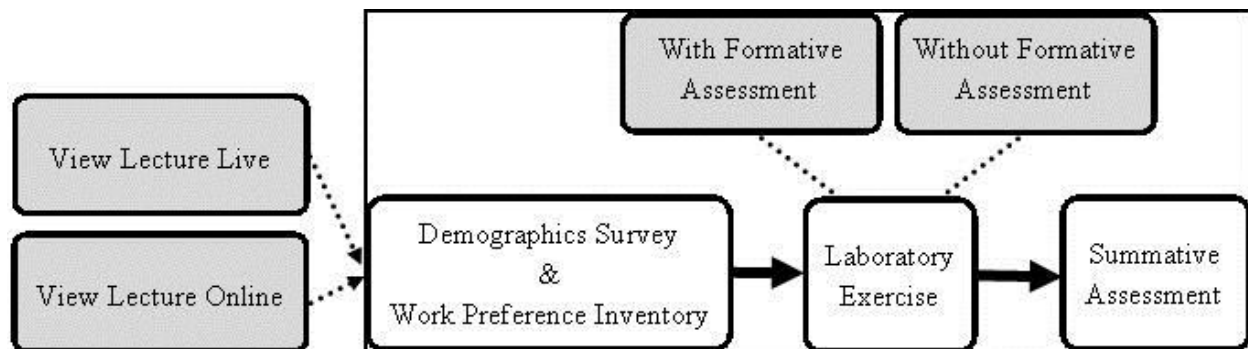 With Formative
Assessment
Without Formative
Assessment
View Lecture Live
View Lecture Online
Demographics Survey
&
Work Preference Inventory
Laboratory
Exercise
Summative
Assessment